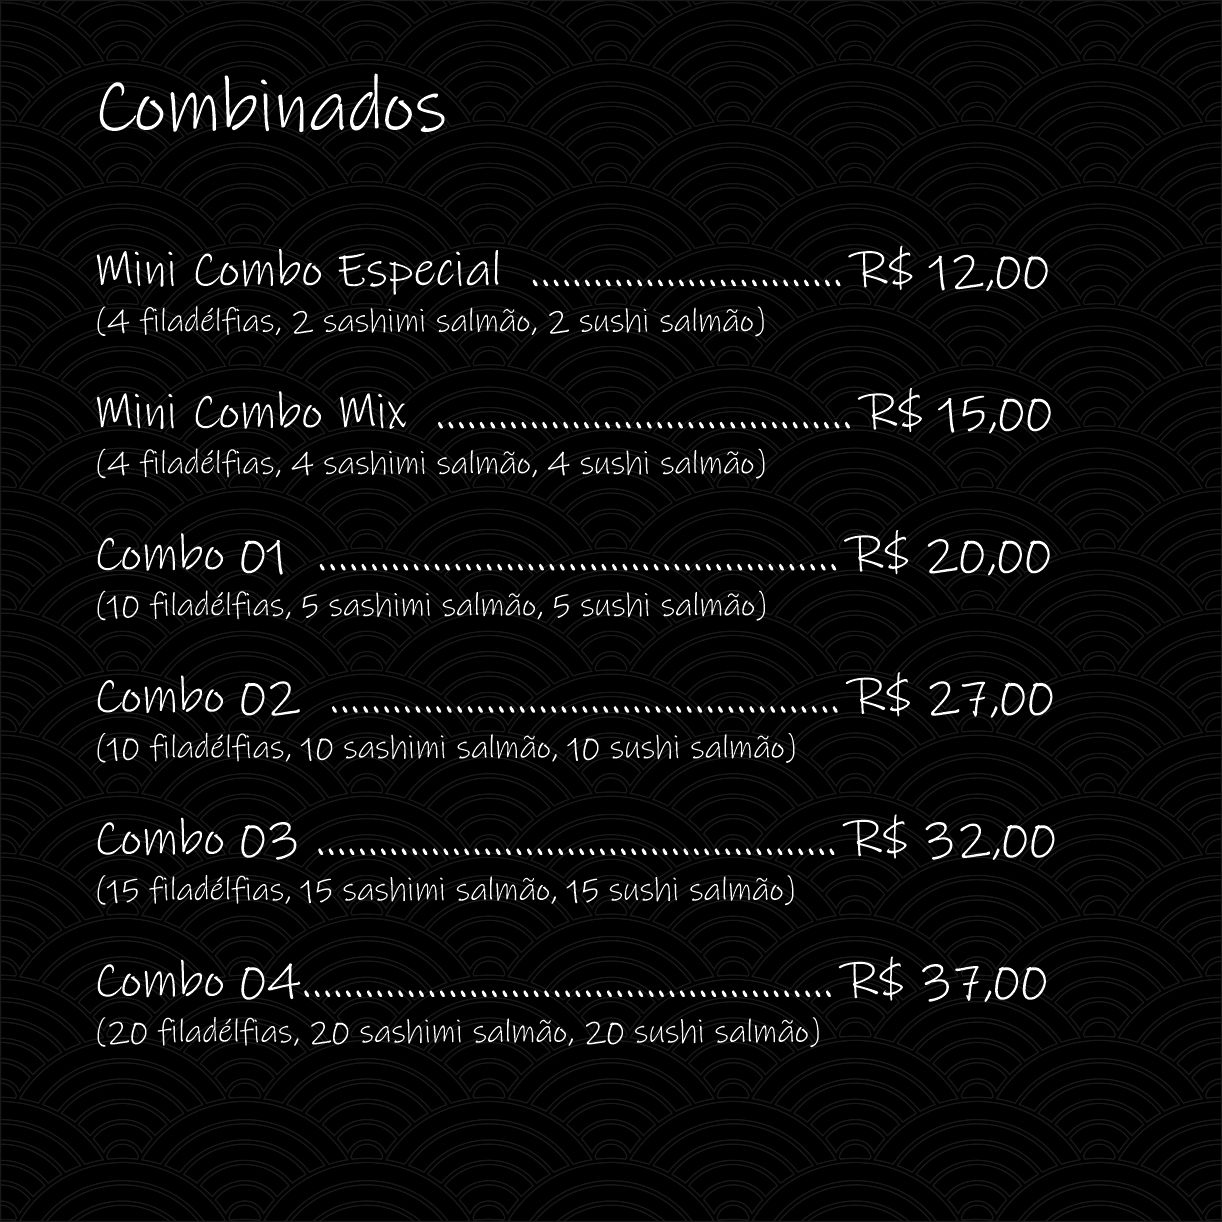 Combinados
Mini Combo Especial .............................. R$ 12,00
(4 filadélfias, 2 sashimi salmão, 2 sushi salmão)
Mini Combo Mix ........................................ R$ 15,00
(4 filadélfias, 4 sashimi salmão, 4 sushi salmão)
Combo 01 .................................................. R$ 20,00
(10 filadélfias, 5 sashimi salmão, 5 sushi salmão)
Combo 02 ................................................. R$ 27,00
(10 filadélfias, 10 sashimi salmão, 10 sushi salmão)
Combo 03 .................................................. R$ 32,00
(15 filadélfias, 15 sashimi salmão, 15 sushi salmão)
Combo 04................................................... R$ 37,00
(20 filadélfias, 20 sashimi salmão, 20 sushi salmão)